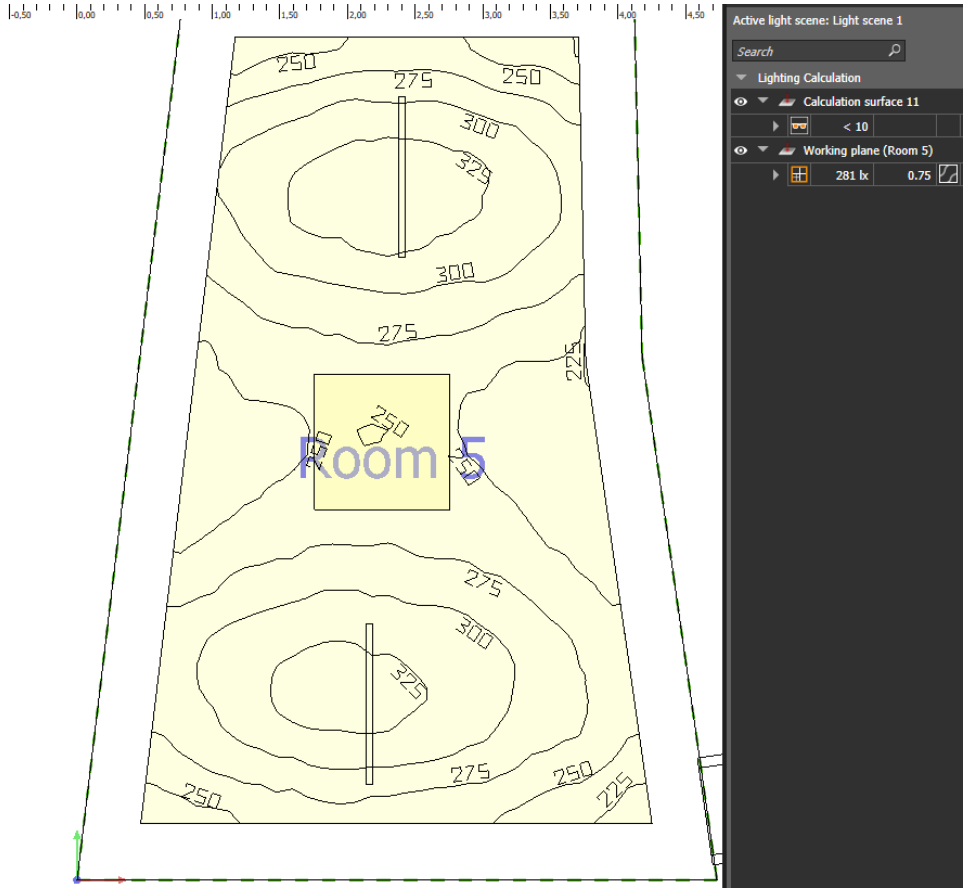 -0,50 0,00 0,50 1,00 1,50 2,00 2,50 3,00 3,50 4,00 4,50
Active light scene: Light scene 1
Search
Lighting Calculation
Calculation surface 11
< 10
Working plane (Room 5)
281 lx 0.75
250
275
250
300
325
300
275
225
250
250
250
Room 5
275
300
325
275
250
250
225